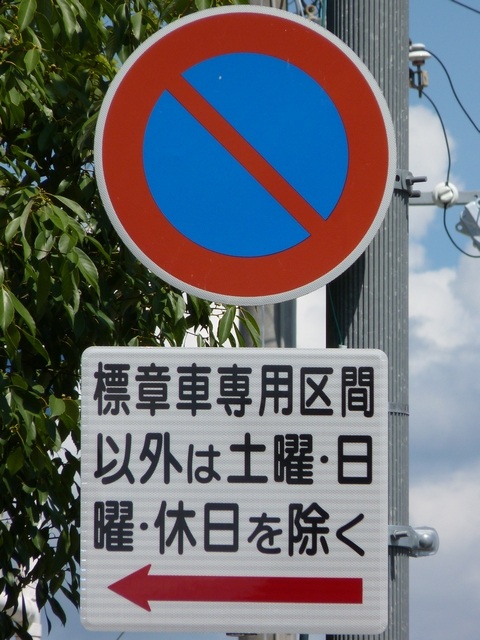 標章車専用区間
以外は土曜・日
曜・休日を除く